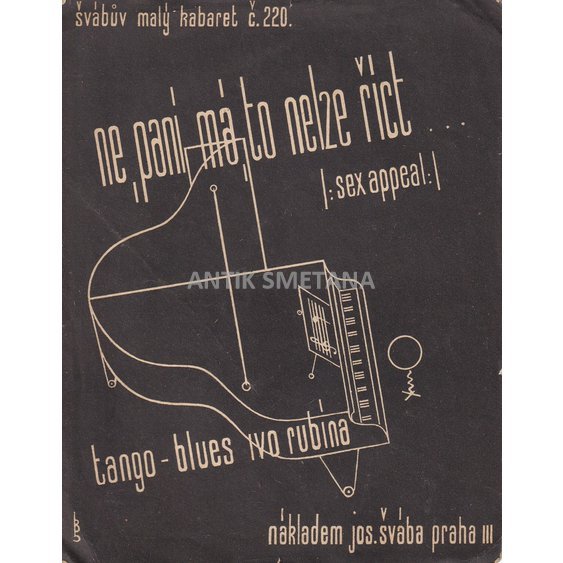 švábův malý kabaret č. 220.
ne, paní má, to nelze říct . . .
|: sex appeal :|
ANTIK SMETANA
tango - blues ivo rubína
nákladem jos. švába praha III